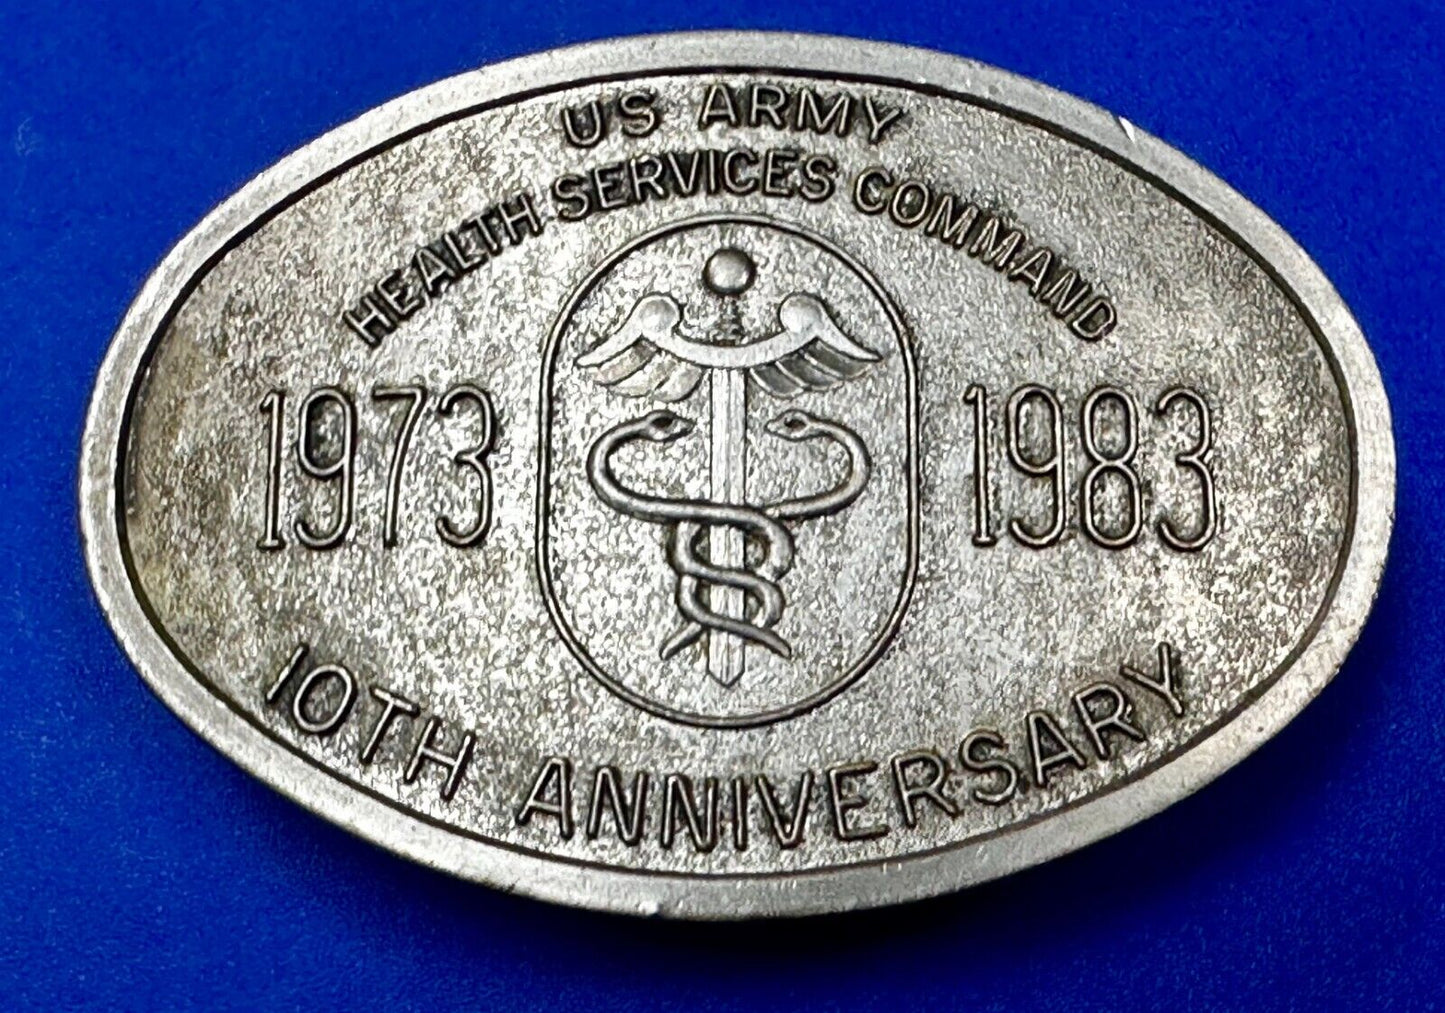 US ARMY
HEALTH SERVICES COMMAND
1973 1983
10TH ANNIVERSARY